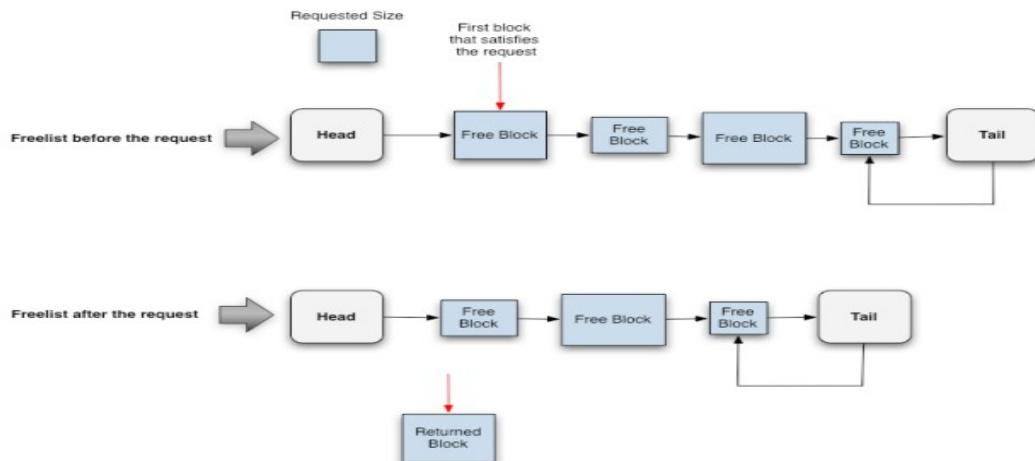 Requested Size
First block
that satisfies
the request
Freelist before the request
Head
Free Block
Free
Block
Free Block
Free
Block
Tail
Freelist after the request
Head
Free
Block
Free Block
Free
Block
Tail
Returned
Block